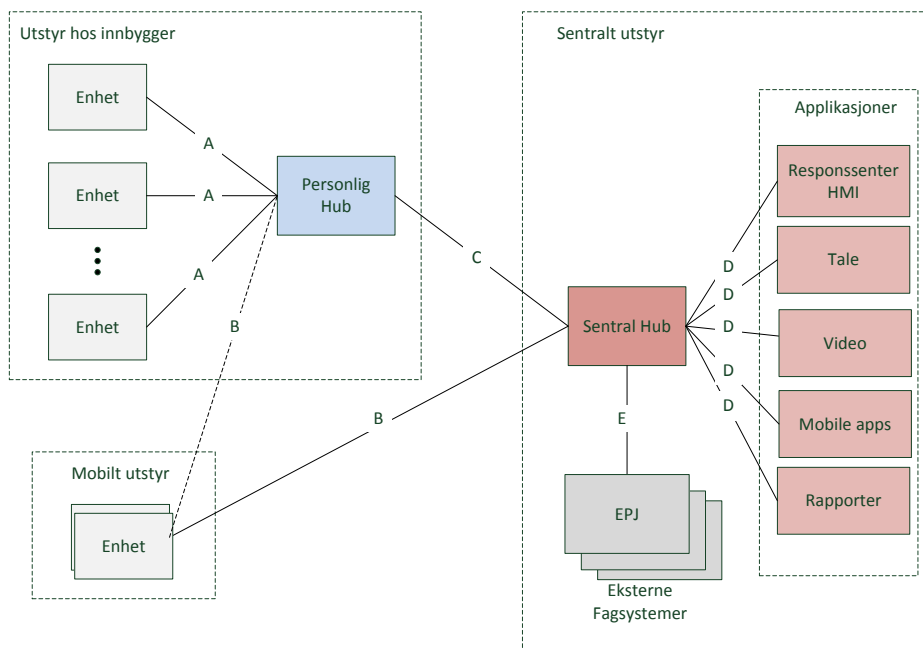 Utstyr hos innbygger
Enhet
A
Enhet
A
Personlig
Hub
A
Enhet
B
C
Mobilt utstyr
Enhet
B
Sentralt utstyr
Sentral Hub
E
EPJ
Eksterne
Fagsystemer
Applikasjoner
D
Responssenter
HMI
D
Tale
D
Video
D
Mobile apps
D
Rapporter